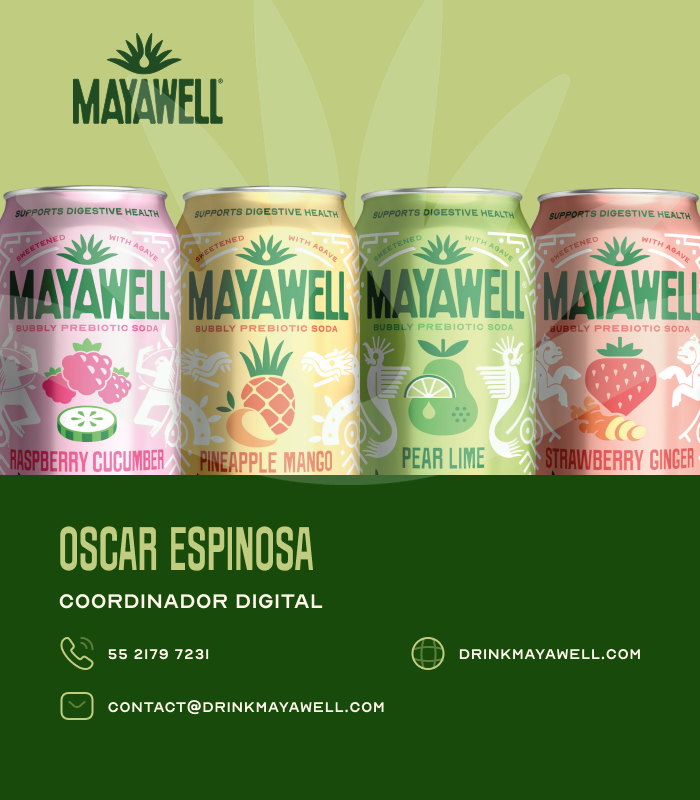 MAYAWELL®
SUPPORTS DIGESTIVE HEALTH
SWEETENED WITH AGAVE
MAYAWELL
BUBBLY PREBIOTIC SODA
RASPBERRY CUCUMBER
SUPPORTS DIGESTIVE HEALTH
SWEETENED WITH AGAVE
MAYAWELL
BUBBLY PREBIOTIC SODA
PINEAPPLE MANGO
SUPPORTS DIGESTIVE HEALTH
SWEETENED WITH AGAVE
MAYAWELL
BUBBLY PREBIOTIC SODA
PEAR LIME
SUPPORTS DIGESTIVE HEALTH
SWEETENED WITH AGAVE
MAYAWELL
BUBBLY PREBIOTIC SODA
STRAWBERRY GINGER
OSCAR ESPINOSA
COORDINADOR DIGITAL
55 2179 7231
DRINKMAYAWELL.COM
CONTACT@DRINKMAYAWELL.COM